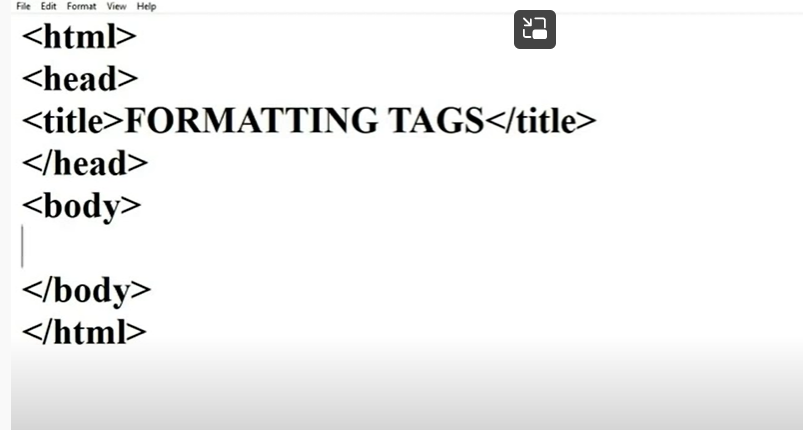 File Edit Format View Help
<html>
<head>
<title>FORMATTING TAGS</title>
</head>
<body>
</body>
</html>